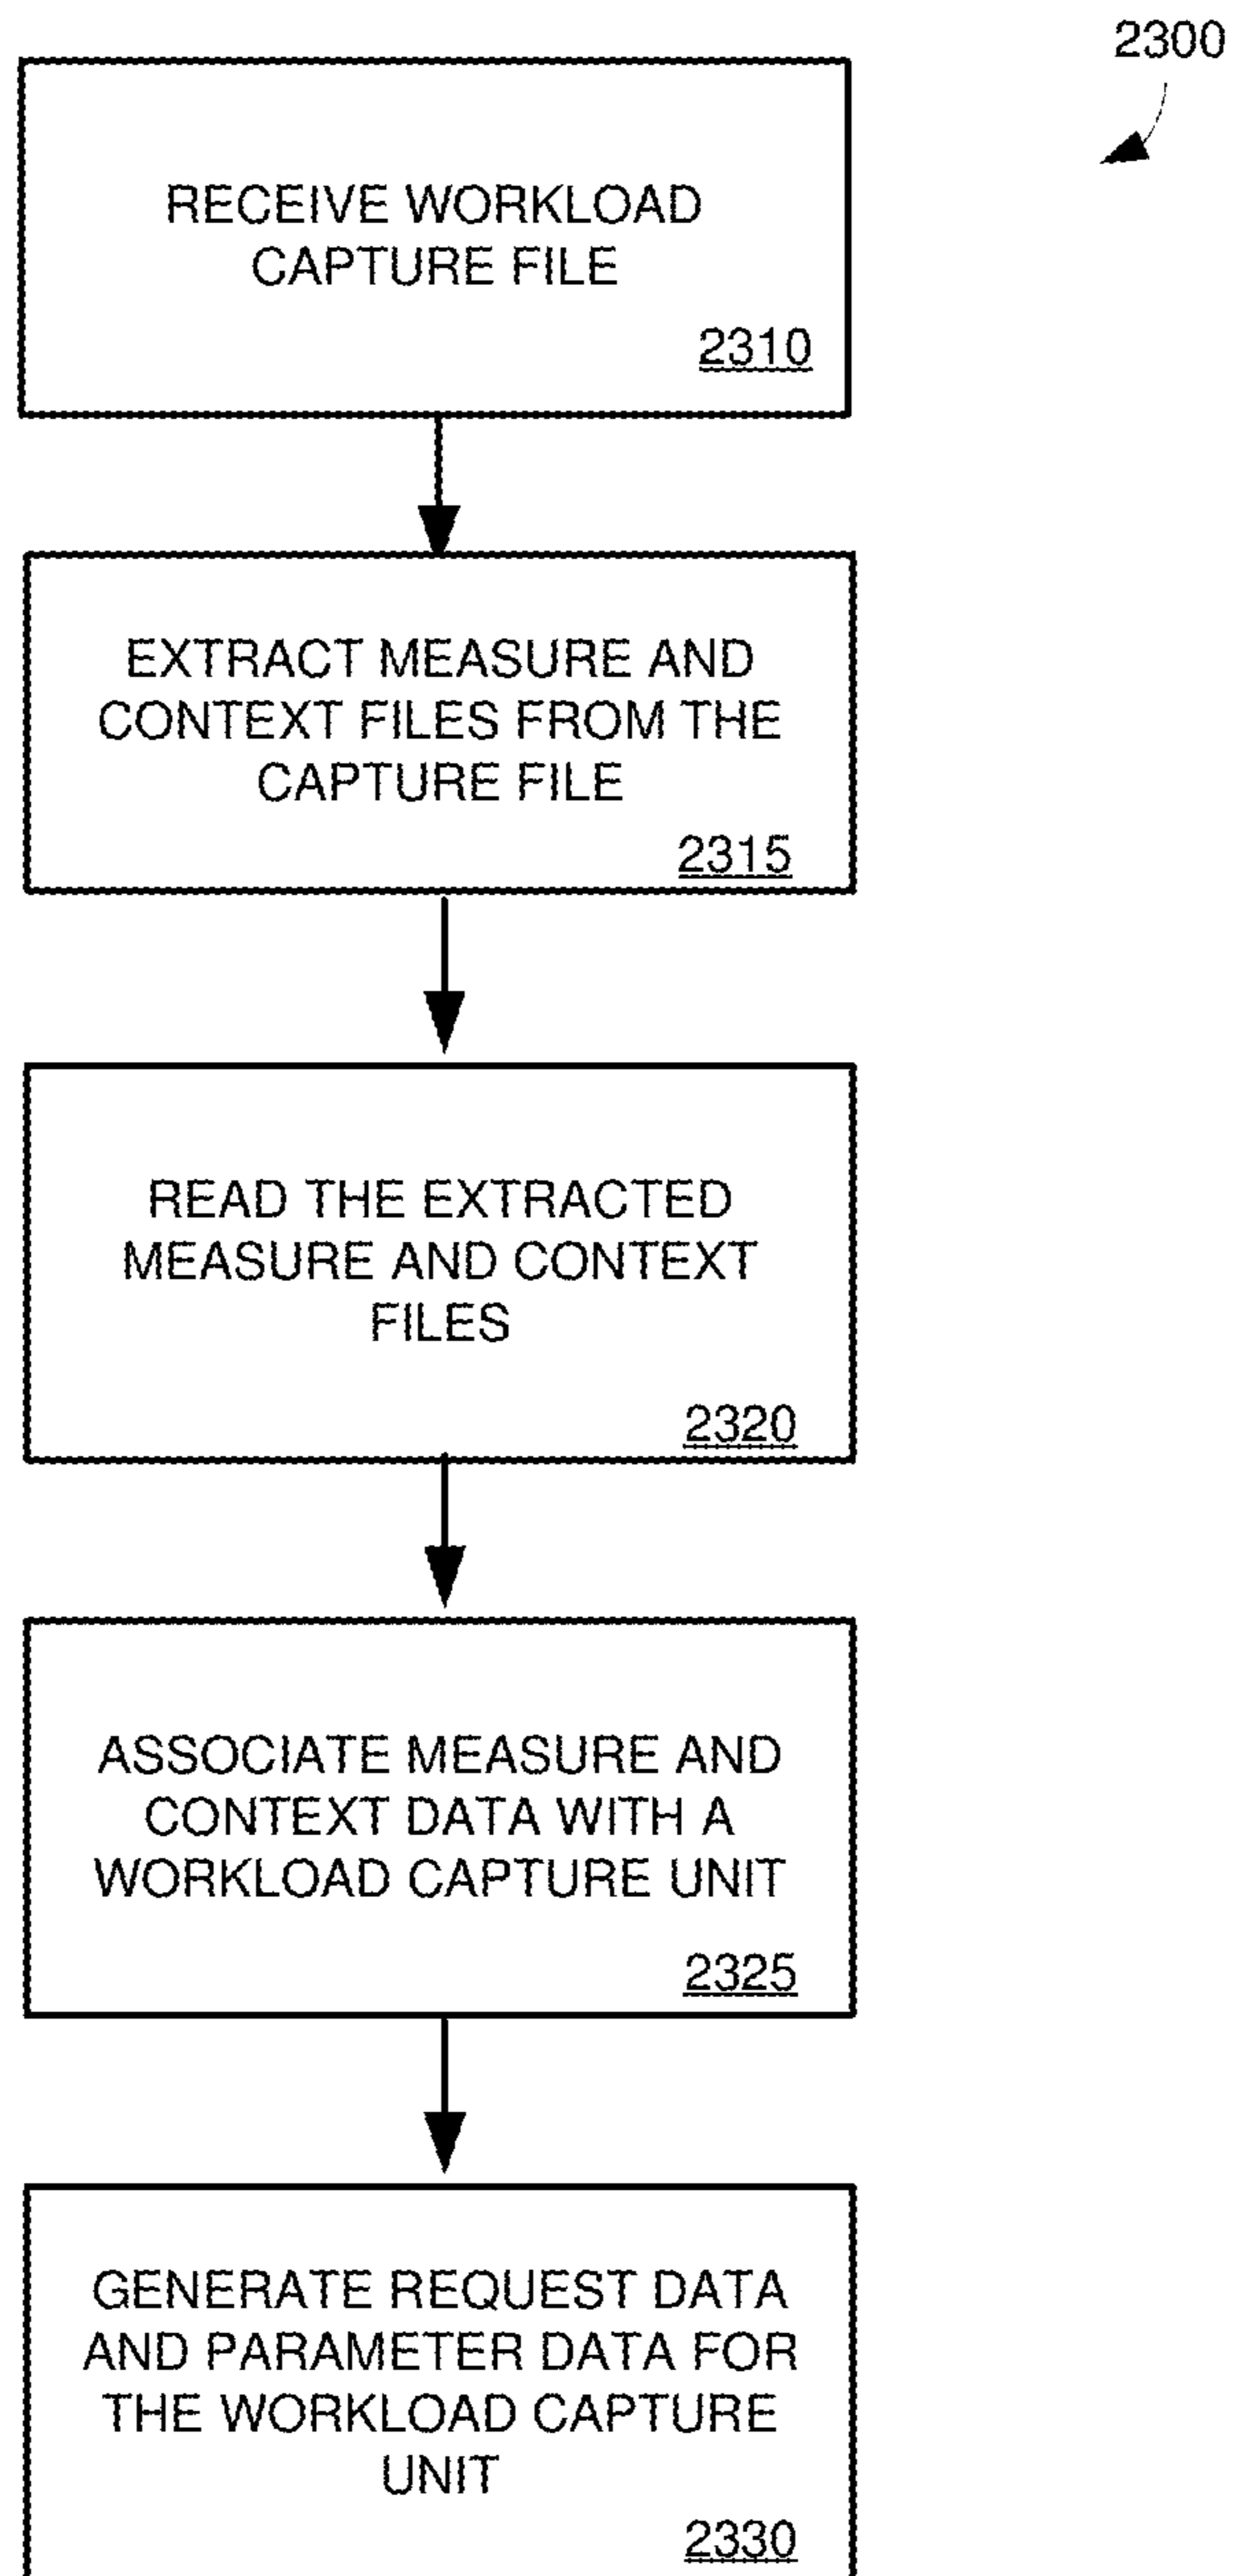 2300
RECEIVE WORKLOAD
CAPTURE FILE
2310
EXTRACT MEASURE AND
CONTEXT FILES FROM THE
CAPTURE FILE
2315
READ THE EXTRACTED
MEASURE AND CONTEXT
FILES
2320
ASSOCIATE MEASURE AND
CONTEXT DATA WITH A
WORKLOAD CAPTURE UNIT
2325
GENERATE REQUEST DATA
AND PARAMETER DATA FOR
THE WORKLOAD CAPTURE
UNIT
2330